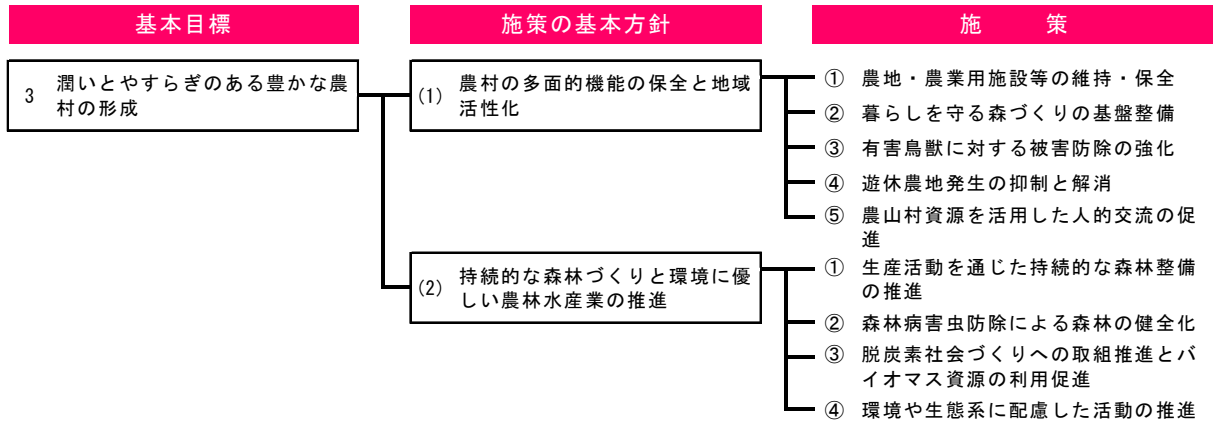 基本目標
施策の基本方針
施　　策
3 潤いとやすらぎのある豊かな農
村の形成
(1) 農村の多面的機能の保全と地域
活性化
① 農地・農業用施設等の維持・保全
② 暮らしを守る森づくりの基盤整備
③ 有害鳥獣に対する被害防除の強化
④ 遊休農地発生の抑制と解消
⑤ 農山村資源を活用した人的交流の促
進
(2) 持続的な森林づくりと環境に優
しい農林水産業の推進
① 生産活動を通じた持続的な森林整備
の推進
② 森林病害虫防除による森林の健全化
③ 脱炭素社会づくりへの取組推進とバ
イオマス資源の利用促進
④ 環境や生態系に配慮した活動の推進